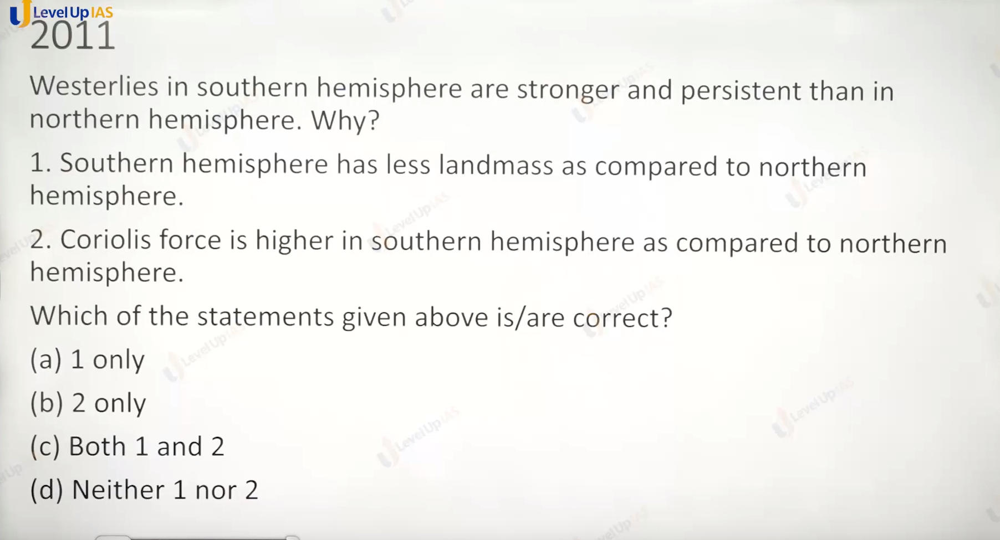 Level Up IAS
2011
Westerlies in southern hemisphere are stronger and persistent than in
northern hemisphere. Why?
1. Southern hemisphere has less landmass as compared to northern
hemisphere.
2. Coriolis force is higher in southern hemisphere as compared to northern
hemisphere.
Which of the statements given above is/are correct?
(a) 1 only
(b) 2 only
(c) Both 1 and 2
(d) Neither 1 nor 2